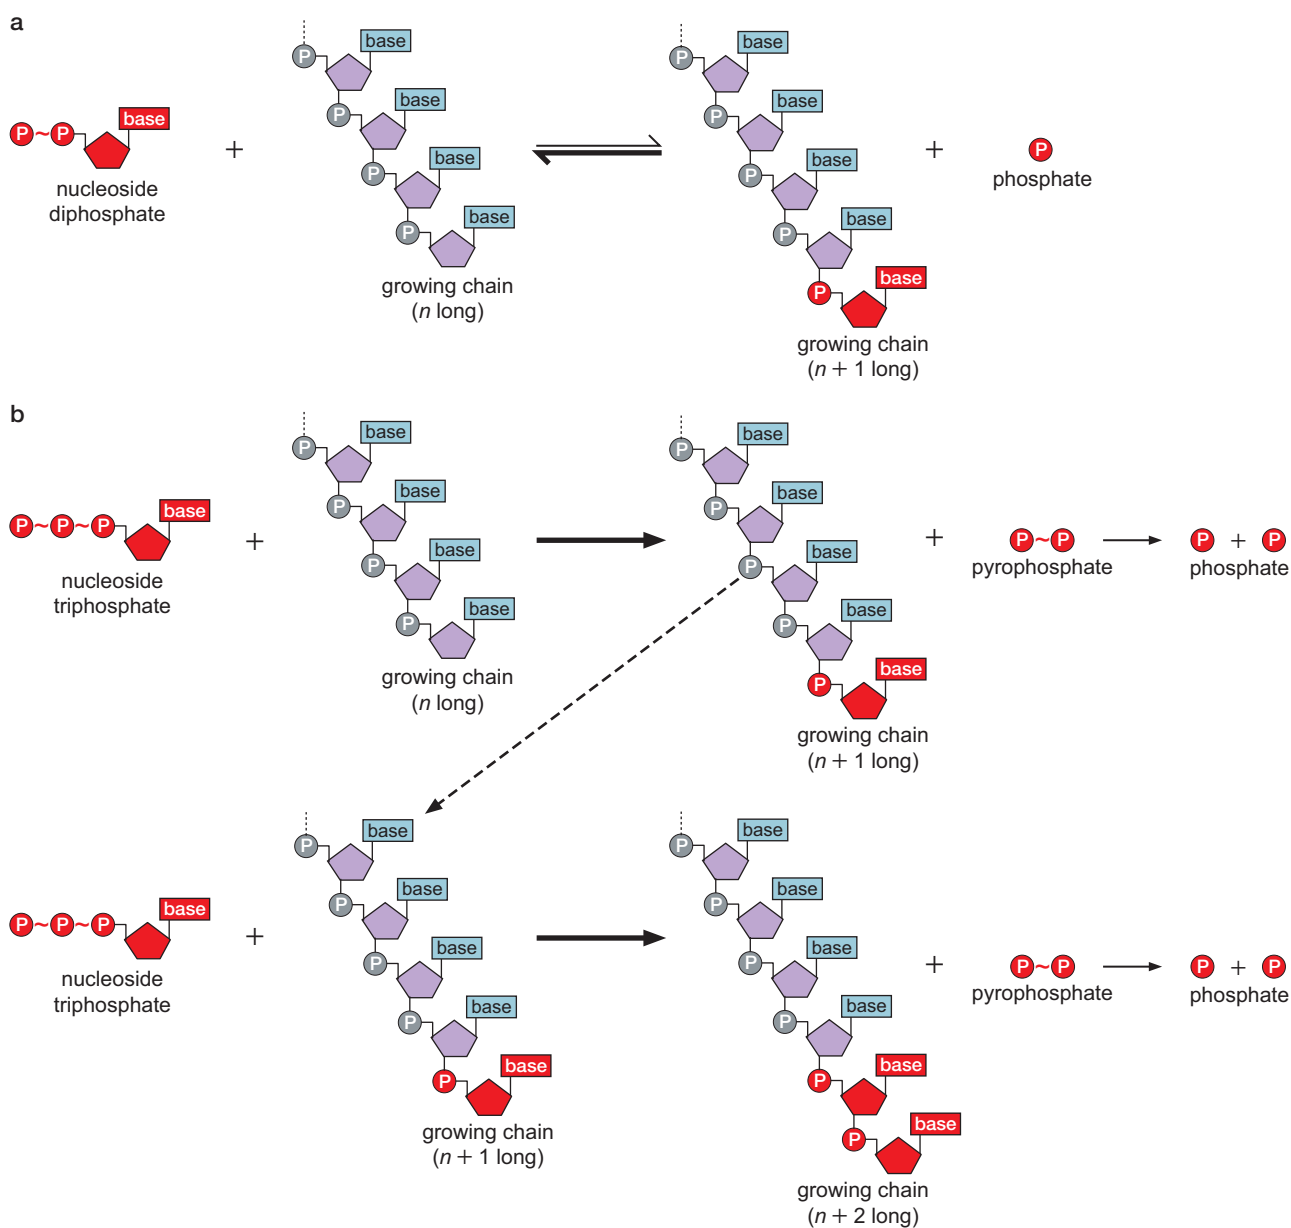 a
P ~ P base
nucleoside
diphosphate
+
P base
P base
P base
P base
growing chain
(n long)
P base
P base
P base
P base
P base
growing chain
(n + 1 long)
+
P
phosphate
b
P ~ P ~ P base
nucleoside
triphosphate
+
P base
P base
P base
P base
growing chain
(n long)
P base
P base
P base
P base
P base
growing chain
(n + 1 long)
+
P ~ P
pyrophosphate
P + P
phosphate
P ~ P ~ P base
nucleoside
triphosphate
+
P base
P base
P base
P base
P base
growing chain
(n + 1 long)
P base
P base
P base
P base
P base
P base
growing chain
(n + 2 long)
+
P ~ P
pyrophosphate
P + P
phosphate